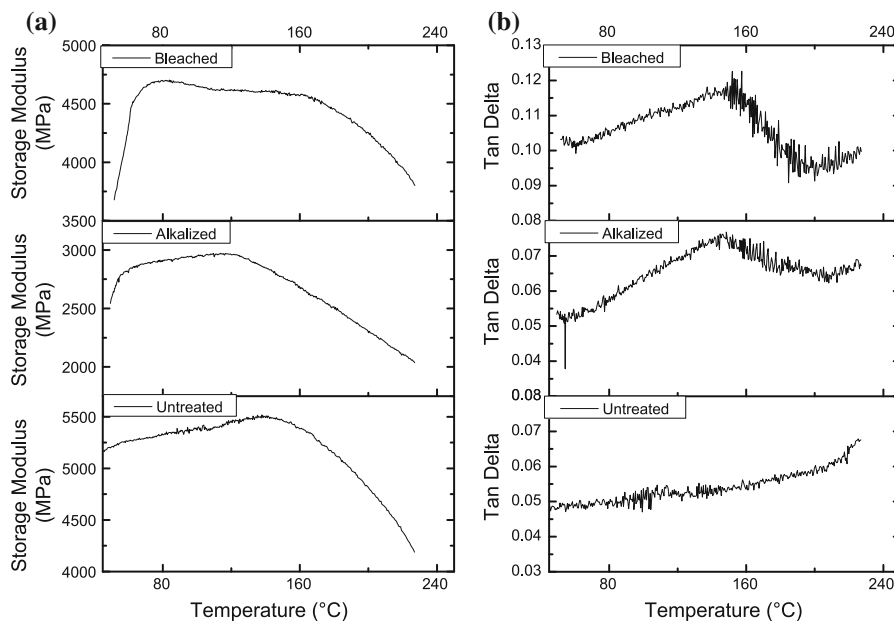 (a)
80
160
240
5000
4500
4000
3500
Storage Modulus
(MPa)
Bleached
3000
2500
2000
Storage Modulus
(MPa)
Alkalized
5500
5000
4500
4000
Storage Modulus
(MPa)
Untreated
80
160
240
Temperature (°C)
(b)
80
160
240
0.13
0.12
0.11
0.10
0.09
0.08
Tan Delta
Bleached
0.07
0.06
0.05
0.04
0.08
Tan Delta
Alkalized
0.07
0.06
0.05
0.04
0.03
Tan Delta
Untreated
80
160
240
Temperature (°C)